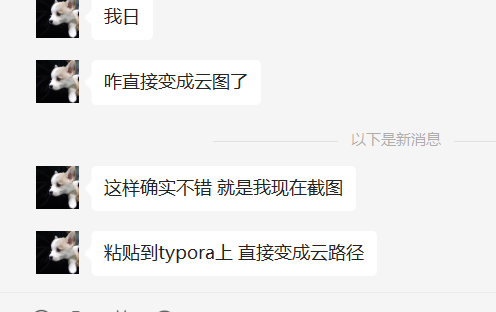 我日
咋直接变成云图了
以下是新消息
这样确实不错 就是我现在截图
粘贴到typora上 直接变成云路径